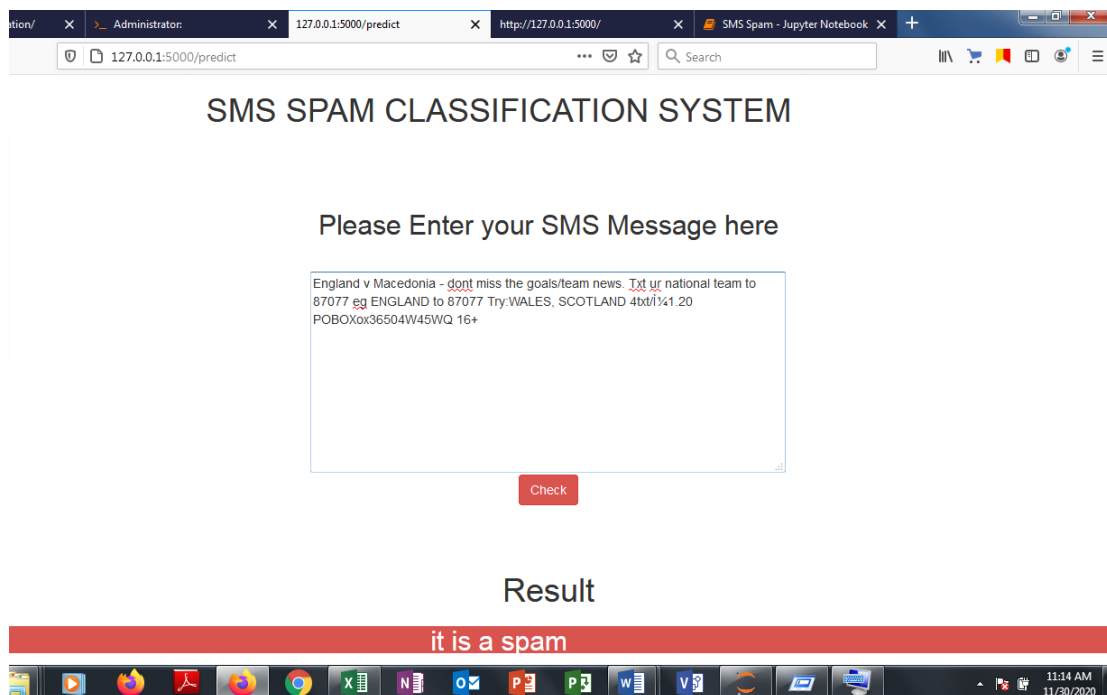 ation/
Administrator:
127.0.0.1:5000/predict
http://127.0.0.1:5000/
SMS Spam - Jupyter Notebook
127.0.0.1:5000/predict
Search
SMS SPAM CLASSIFICATION SYSTEM
Please Enter your SMS Message here
England v Macedonia - dont miss the goals/team news. Txt ur national team to
87077 eg ENGLAND to 87077 Try:WALES, SCOTLAND 4txt/Ì¼1.20
POBOXox36504W45WQ 16+
Check
Result
it is a spam
11:14 AM
11/30/2020